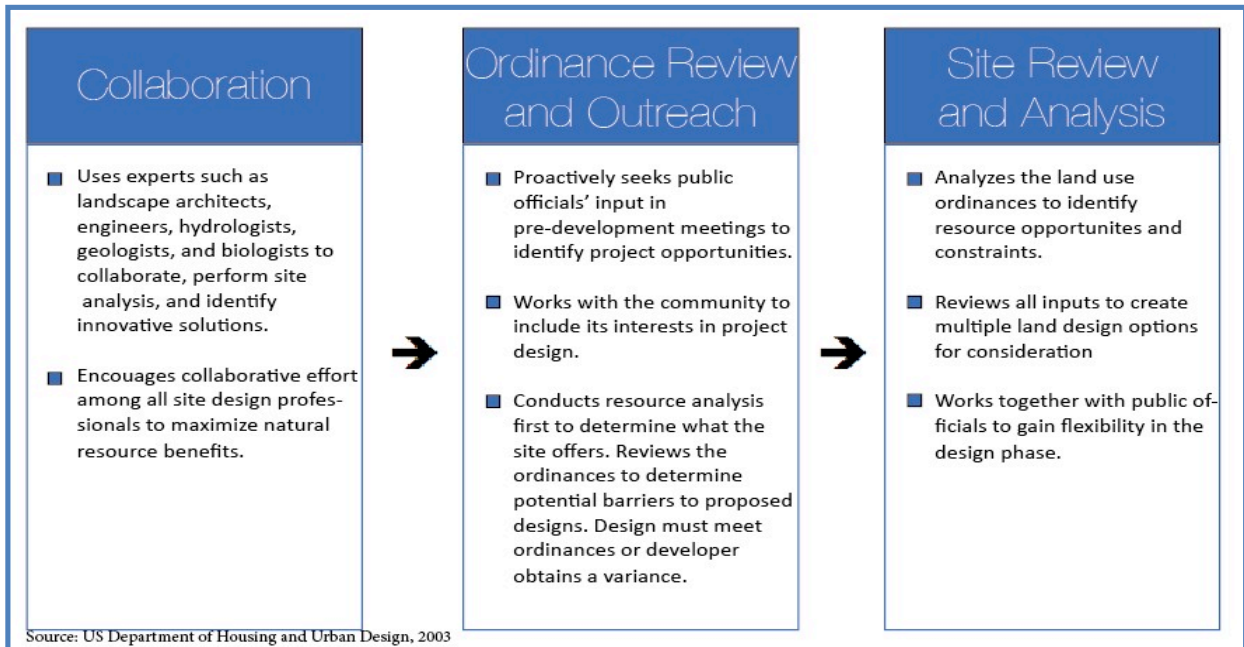 Collaboration
Uses experts such as
landscape architects,
engineers, hydrologists,
geologists, and biologists to
collaborate, perform site
analysis, and identify
innovative solutions.
Encouages collaborative effort
among all site design profes-
sionals to maximize natural
resource benefits.
Ordinance Review
and Outreach
Proactively seeks public
officials’ input in
pre-development meetings to
identify project opportunities.
Works with the community to
include its interests in project
design.
Conducts resource analysis
first to determine what the
site offers. Reviews the
ordinances to determine
potential barriers to proposed
designs. Design must meet
ordinances or developer
obtains a variance.
Site Review
and Analysis
Analyzes the land use
ordinances to identify
resource opportunites and
constraints.
Reviews all inputs to create
multiple land design options
for consideration
Works together with public of-
ficials to gain flexibility in the
design phase.
Source: US Department of Housing and Urban Design, 2003